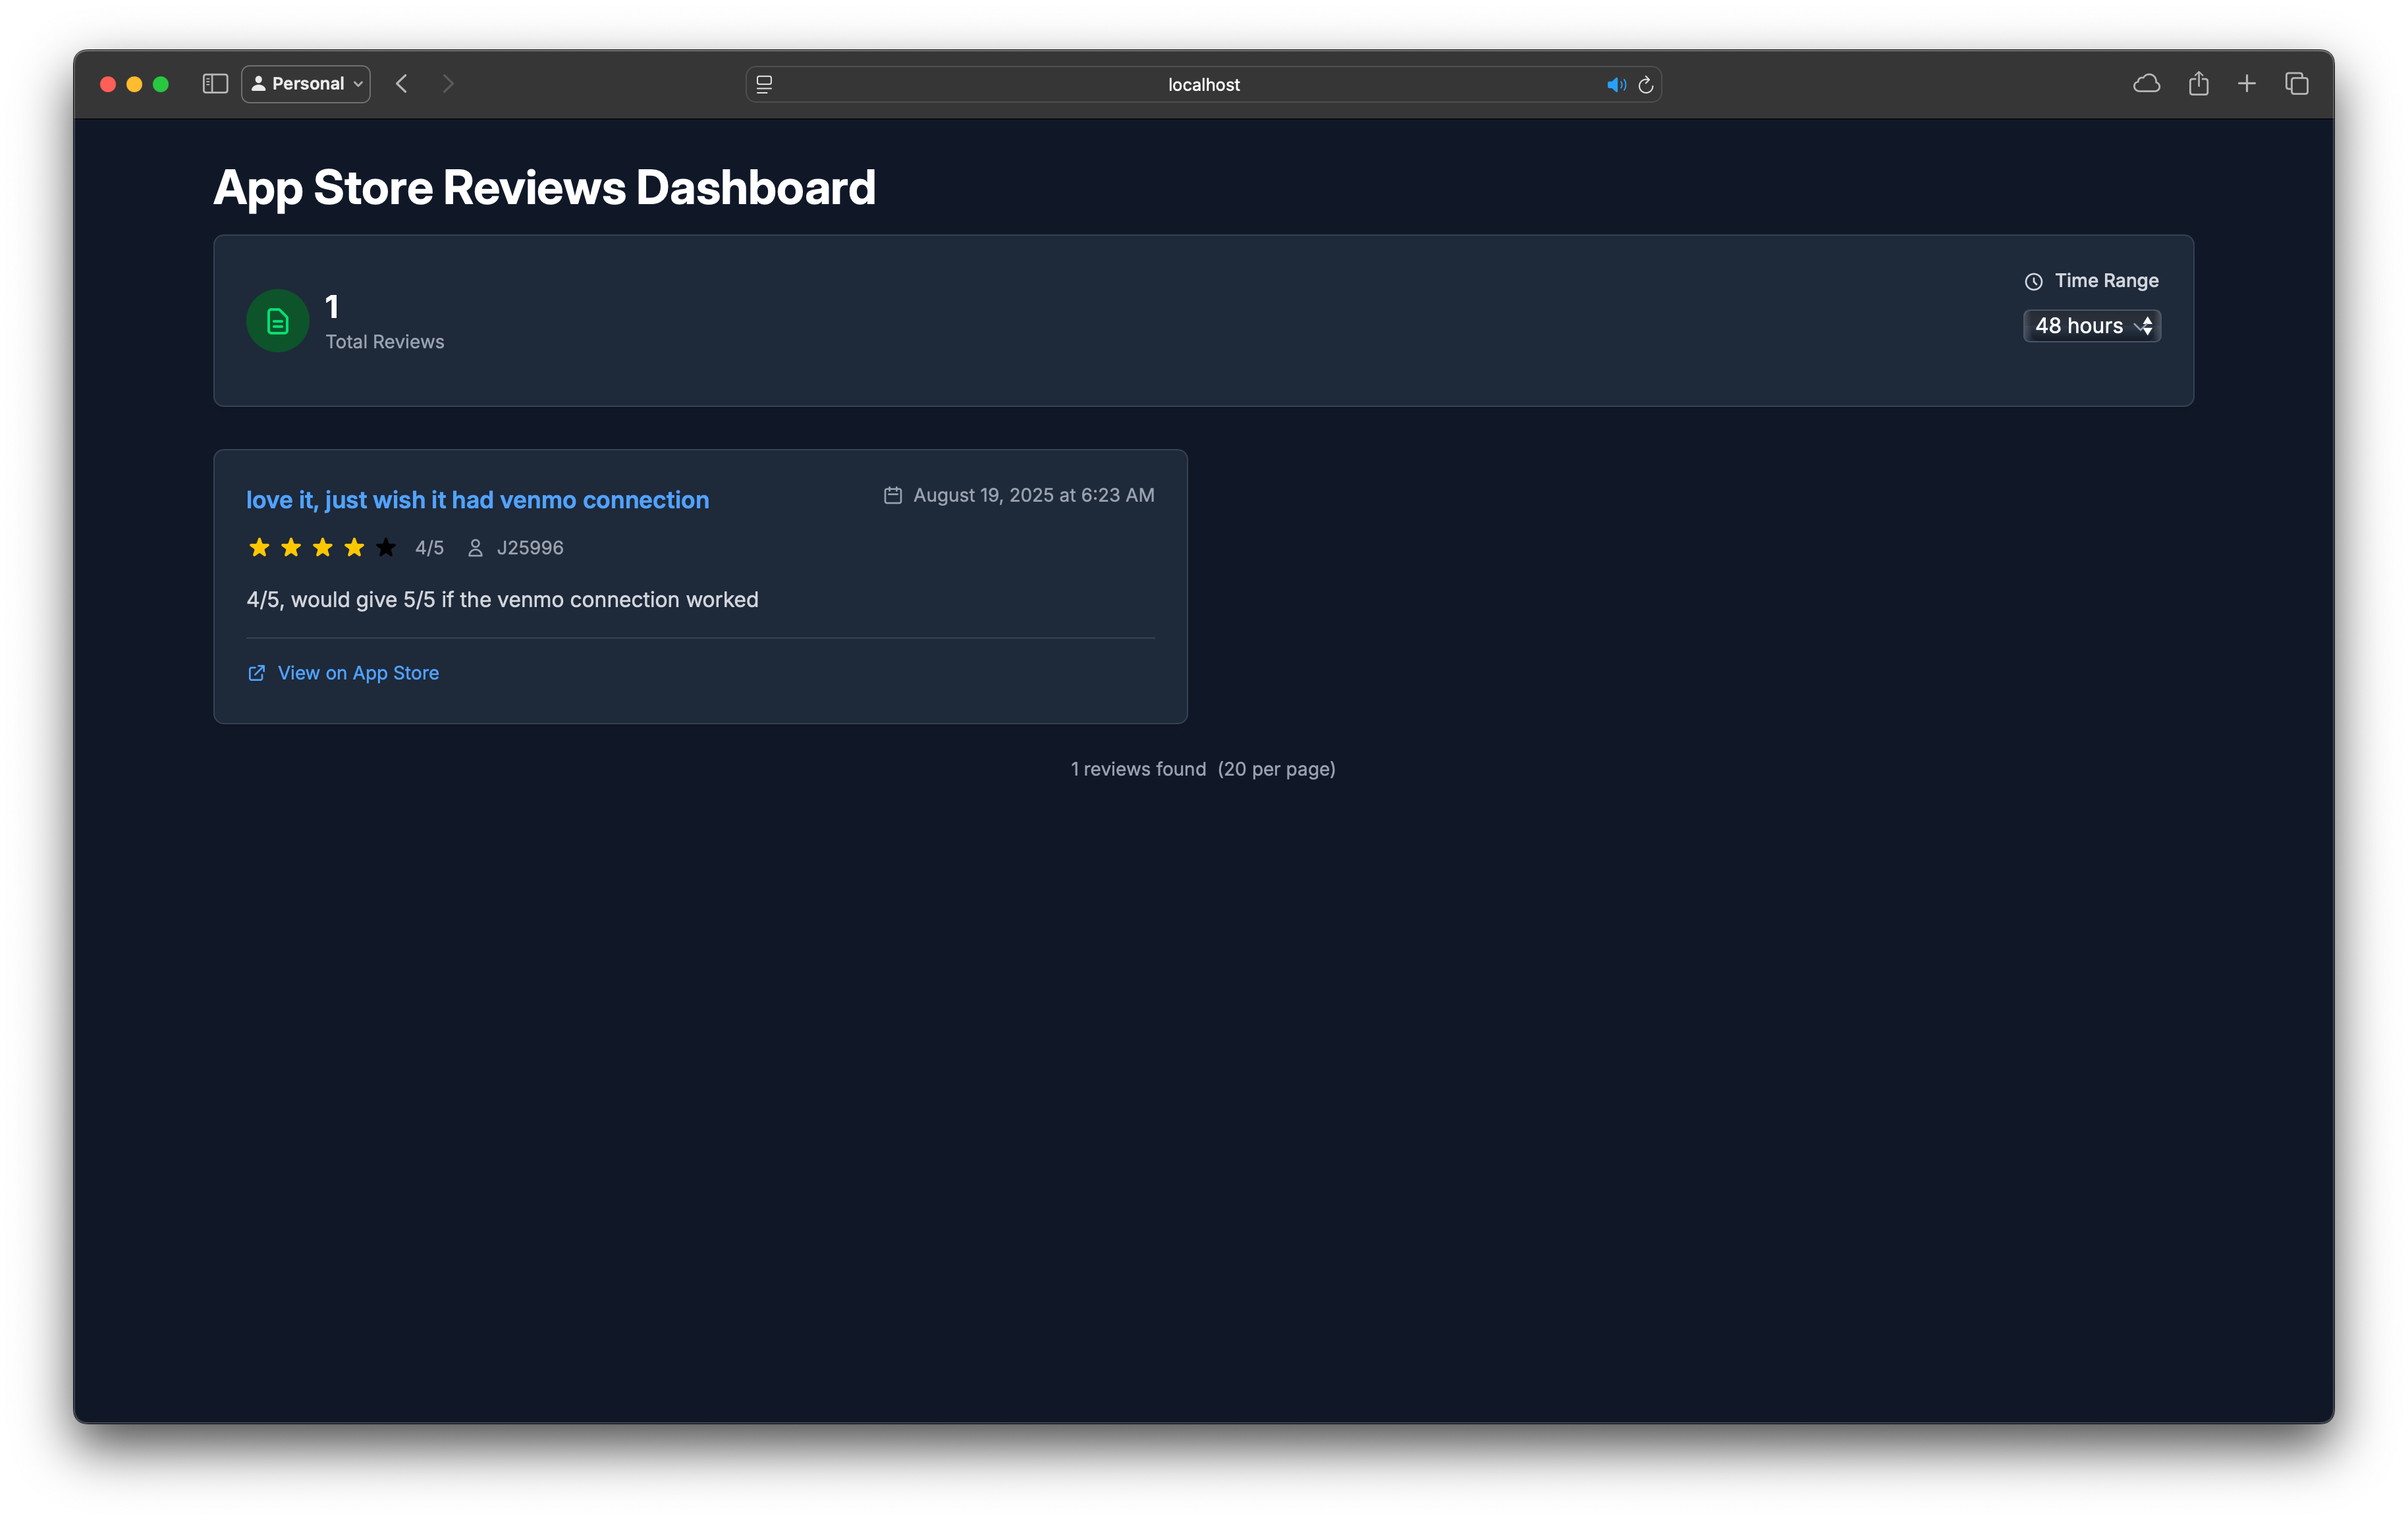 Personal
localhost
App Store Reviews Dashboard
1
Total Reviews
Time Range
48 hours
love it, just wish it had venmo connection
August 19, 2025 at 6:23 AM
4/5 J25996
4/5, would give 5/5 if the venmo connection worked
View on App Store
1 reviews found (20 per page)